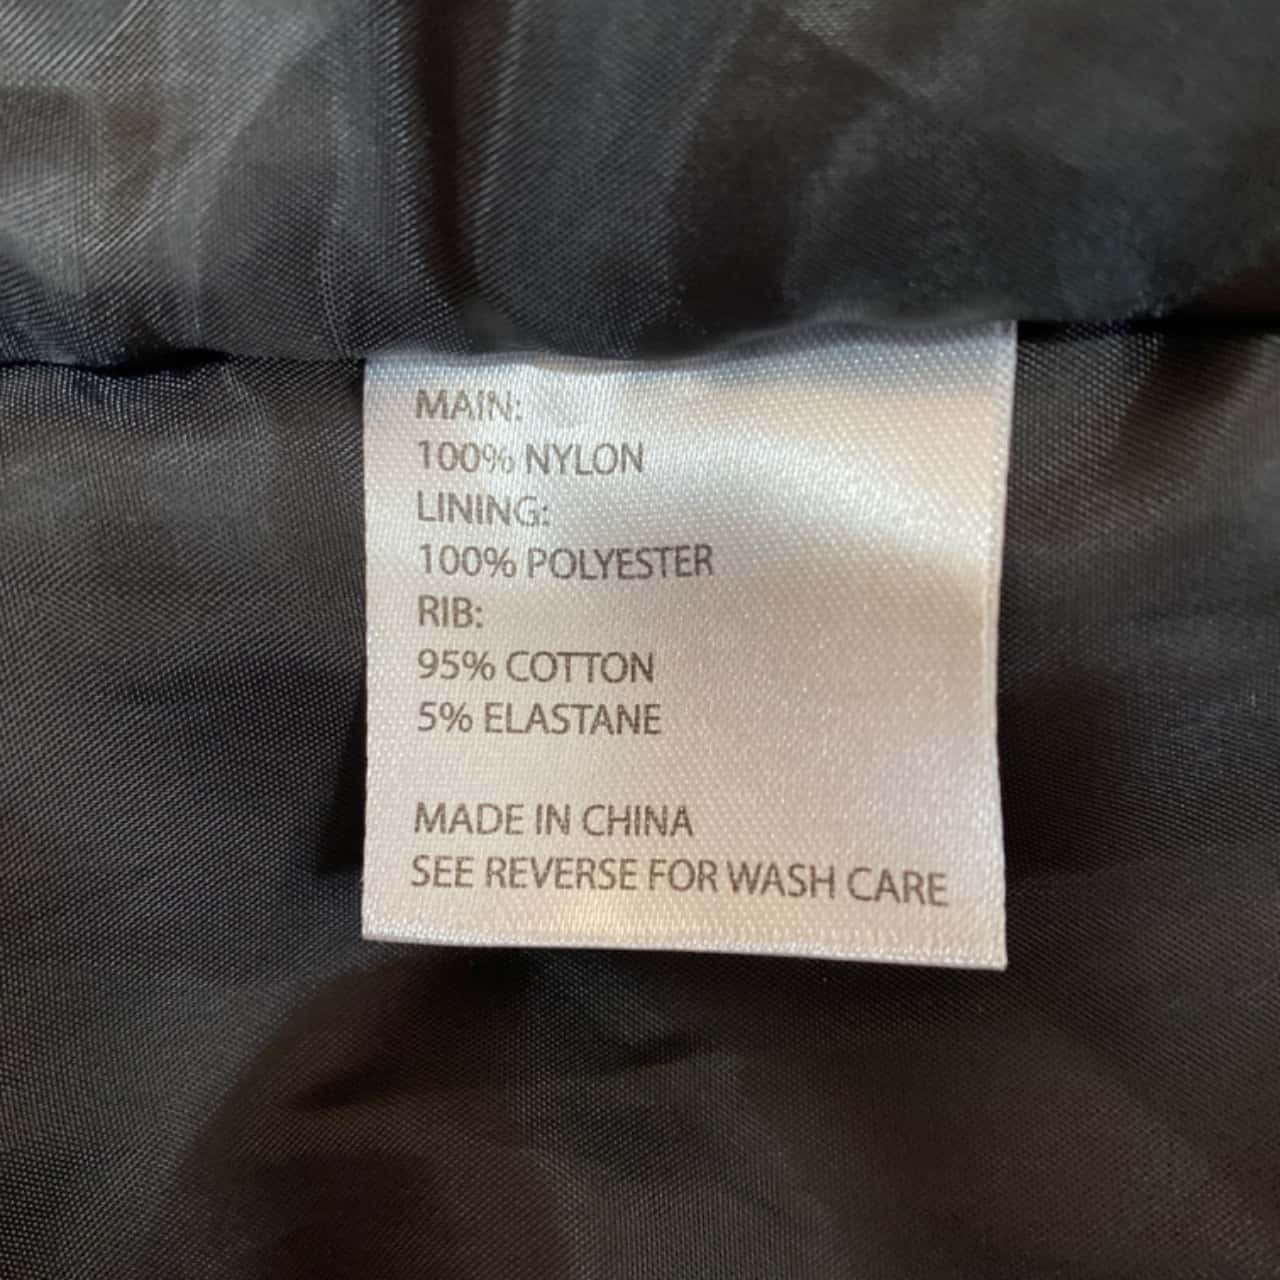 MAIN:
100% NYLON
LINING:
100% POLYESTER
RIB:
95% COTTON
5% ELASTANE
MADE IN CHINA
SEE REVERSE FOR WASH CARE